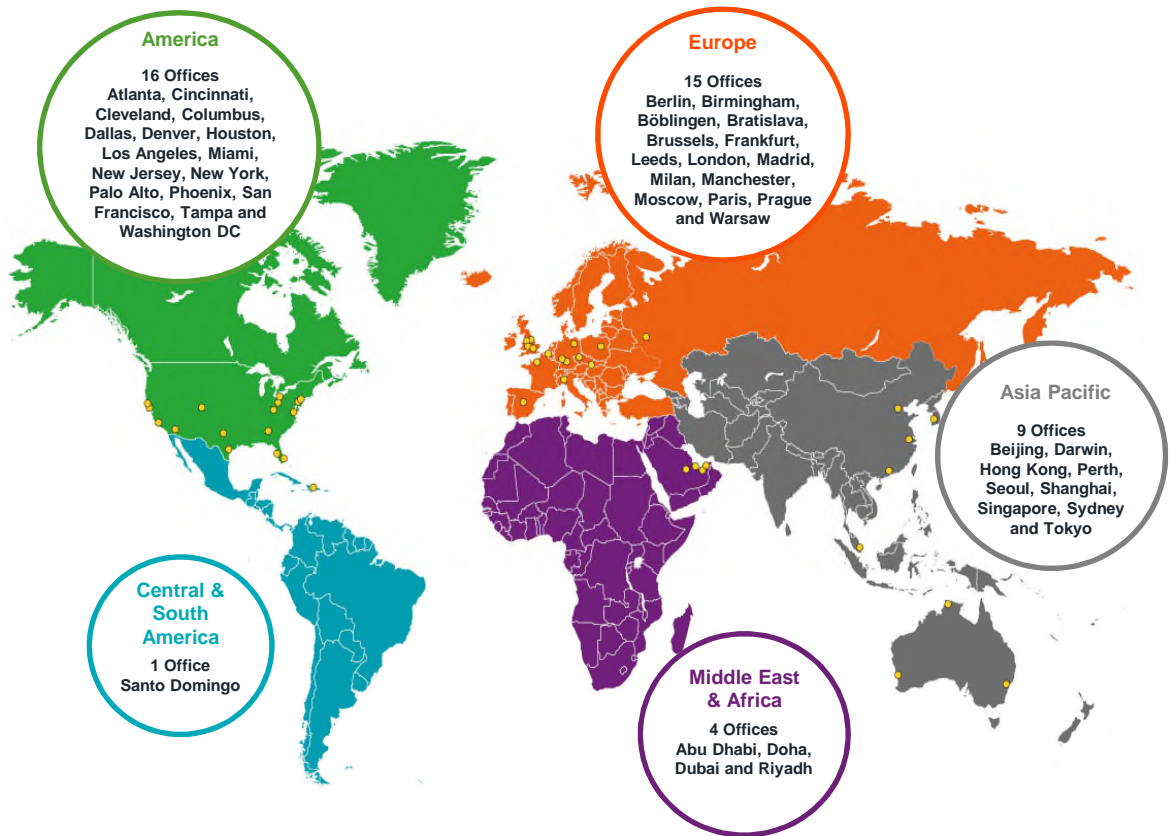 America
16 Offices
Atlanta, Cincinnati,
Cleveland, Columbus,
Dallas, Denver, Houston,
Los Angeles, Miami,
New Jersey, New York,
Palo Alto, Phoenix, San
Francisco, Tampa and
Washington DC
Europe
15 Offices
Berlin, Birmingham,
Böblingen, Bratislava,
Brussels, Frankfurt,
Leeds, London, Madrid,
Milan, Manchester,
Moscow, Paris, Prague
and Warsaw
Asia Pacific
9 Offices
Beijing, Darwin,
Hong Kong, Perth,
Seoul, Shanghai,
Singapore, Sydney
and Tokyo
Central &
South
America
1 Office
Santo Domingo
Middle East
& Africa
4 Offices
Abu Dhabi, Doha,
Dubai and Riyadh